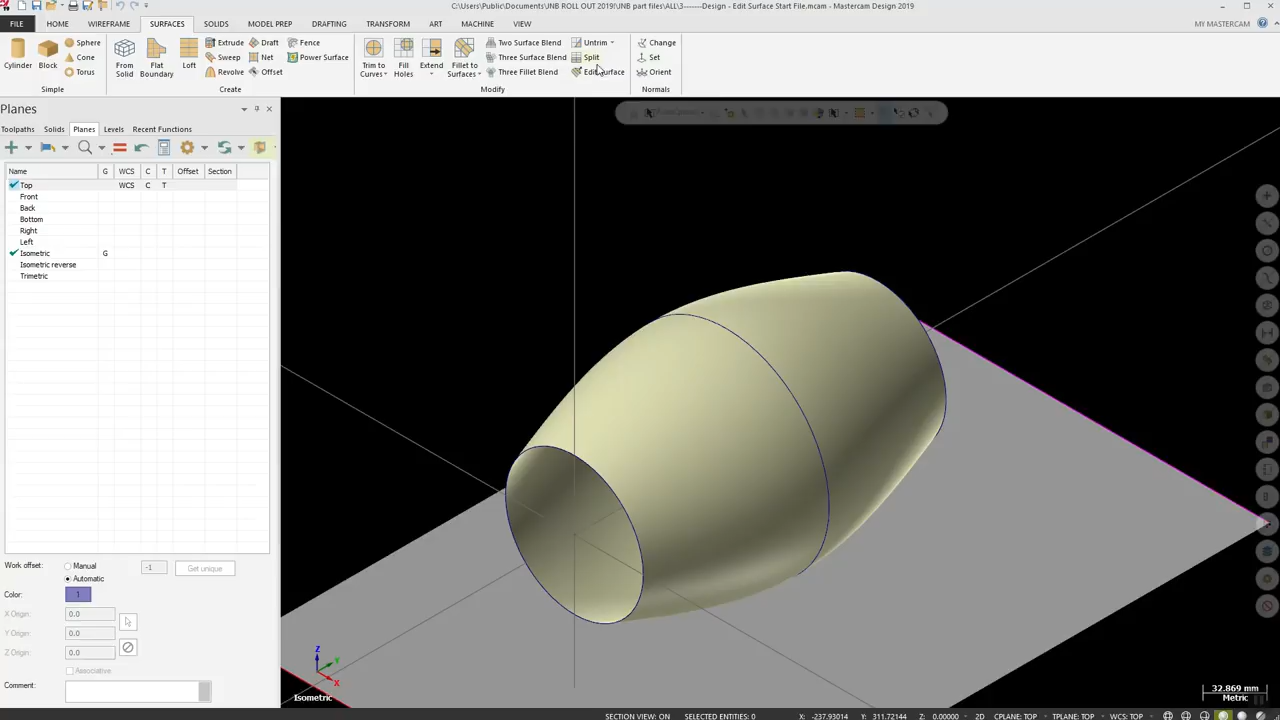 C:\Users\Public\Documents\INB ROLL OUT 2019\!UNB part files\ALL\3-------Design - Edit Surface Start File.mcam - Mastercam Design 2019
FILE HOME WIREFRAME SURFACES SOLIDS MODEL PREP DRAFTING TRANSFORM ART MACHINE VIEW MY MASTERCAM
Cylinder Block Sphere Cone Torus
Simple
From Solid Flat Boundary Loft Extrude Sweep Revolve Draft Net Offset Fence Power Surface
Create
Trim to Curves Fill Holes Extend Fillet to Surfaces Two Surface Blend Three Surface Blend Three Fillet Blend Untrim Split Edit Surface
Modify
Change Set Orient
Normals
Planes
Toolpaths Solids Planes Levels Recent Functions
Name G WCS C T Offset Section
Top WCS C T
Front
Back
Bottom
Right
Left
Isometric G
Isometric reverse
Trimetric
Work offset: Manual -1 Get unique
Automatic
Color: 1
X Origin: 0.0
Y Origin: 0.0
Z Origin: 0.0
Associative
Comment:
Z
Y
X
Isometric
32.869 mm
Metric
SECTION VIEW: ON SELECTED ENTITIES: 0 X: -237.93014 Y: 311.72144 Z: 0.00000 2D CPLANE: TOP TPLANE: TOP WCS: TOP